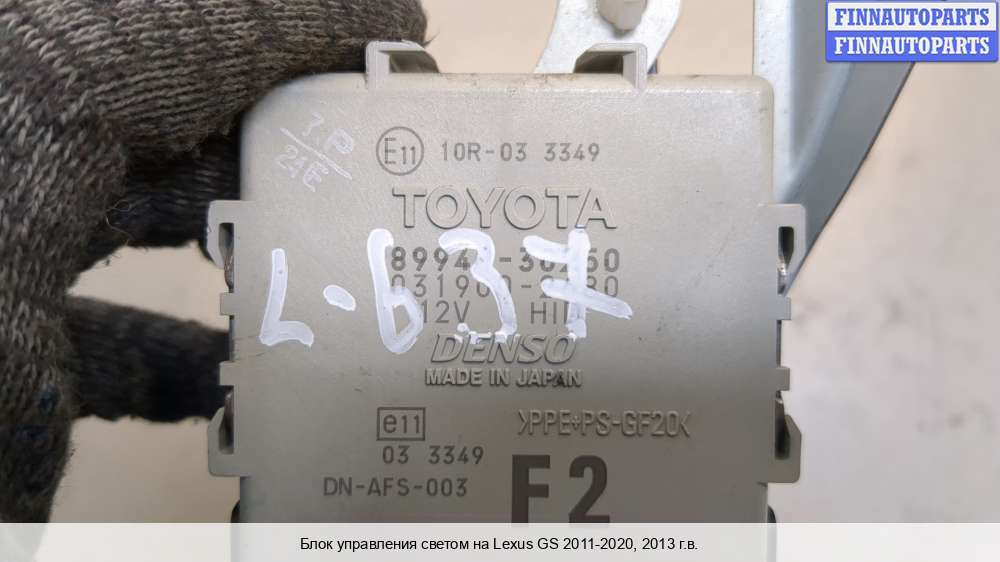 FINNAUTOPARTS
FINNAUTOPARTS
E11 10R-03 3349
TOYOTA
L-637
12V
DENSO
MADE IN JAPAN
e11
>PPE+PS-GF20<
03 3349
DN-AFS-003
F2
Блок управления светом на Lexus GS 2011-2020, 2013 г.в.